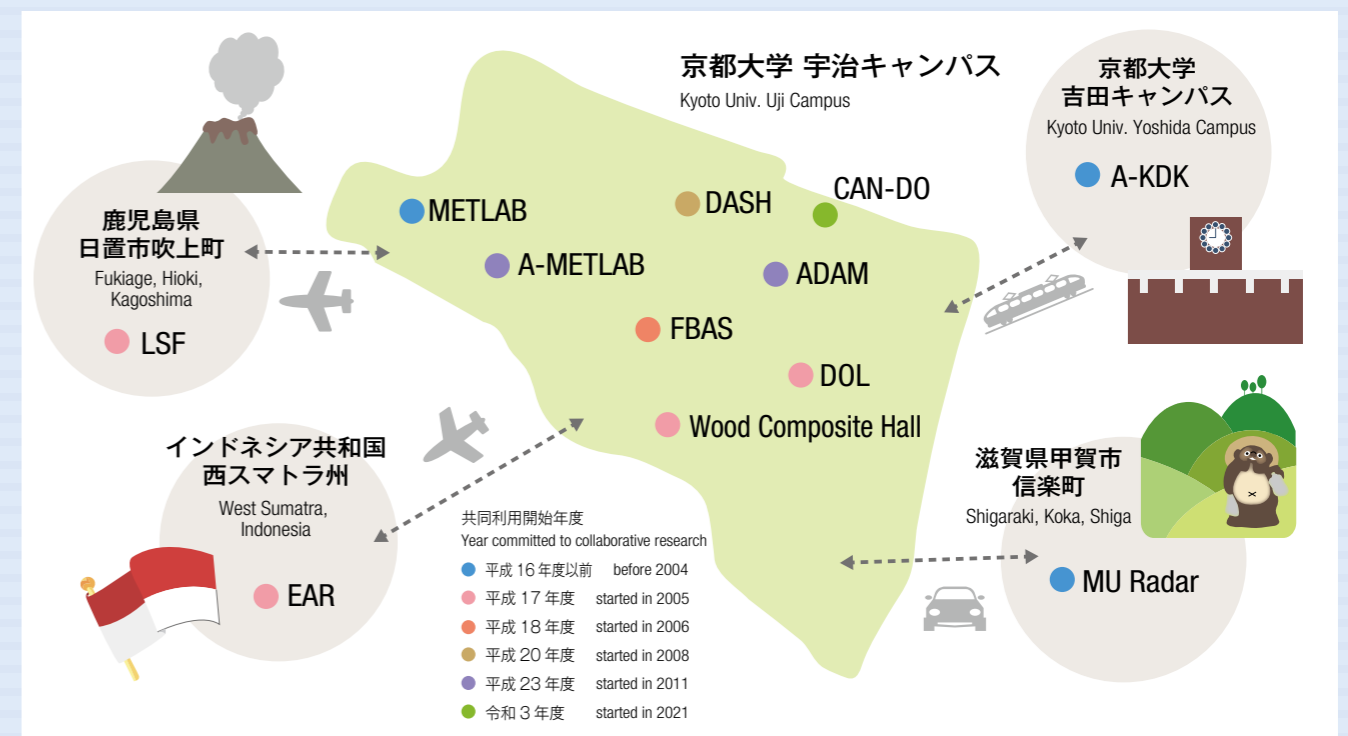 京都大学 宇治キャンパス
Kyoto Univ. Uji Campus
京都大学
吉田キャンパス
Kyoto Univ. Yoshida Campus
A-KDK
鹿児島県
日置市吹上町
Fukiage, Hioki,
Kagoshima
LSF
METLAB
A-METLAB
DASH
CAN-DO
ADAM
FBAS
DOL
Wood Composite Hall
インドネシア共和国
西スマトラ州
West Sumatra,
Indonesia
EAR
滋賀県甲賀市
信楽町
Shigaraki, Koka, Shiga
MU Radar
共同利用開始年度
Year committed to collaborative research
平成 16 年度以前 before 2004
平成 17 年度 started in 2005
平成 18 年度 started in 2006
平成 20 年度 started in 2008
平成 23 年度 started in 2011
令和 3 年度 started in 2021